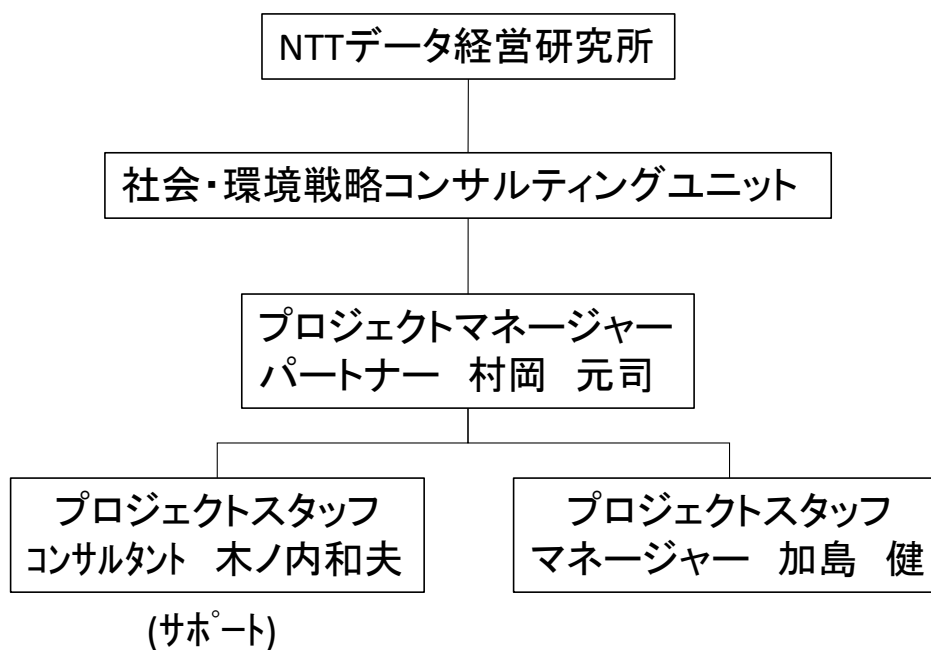 NTTデータ経営研究所
社会・環境戦略コンサルティングユニット
プロジェクトマネージャー
パートナー　村岡　元司
プロジェクトスタッフ
コンサルタント　木ノ内和夫
(サポート)
プロジェクトスタッフ
マネージャー　加島　健